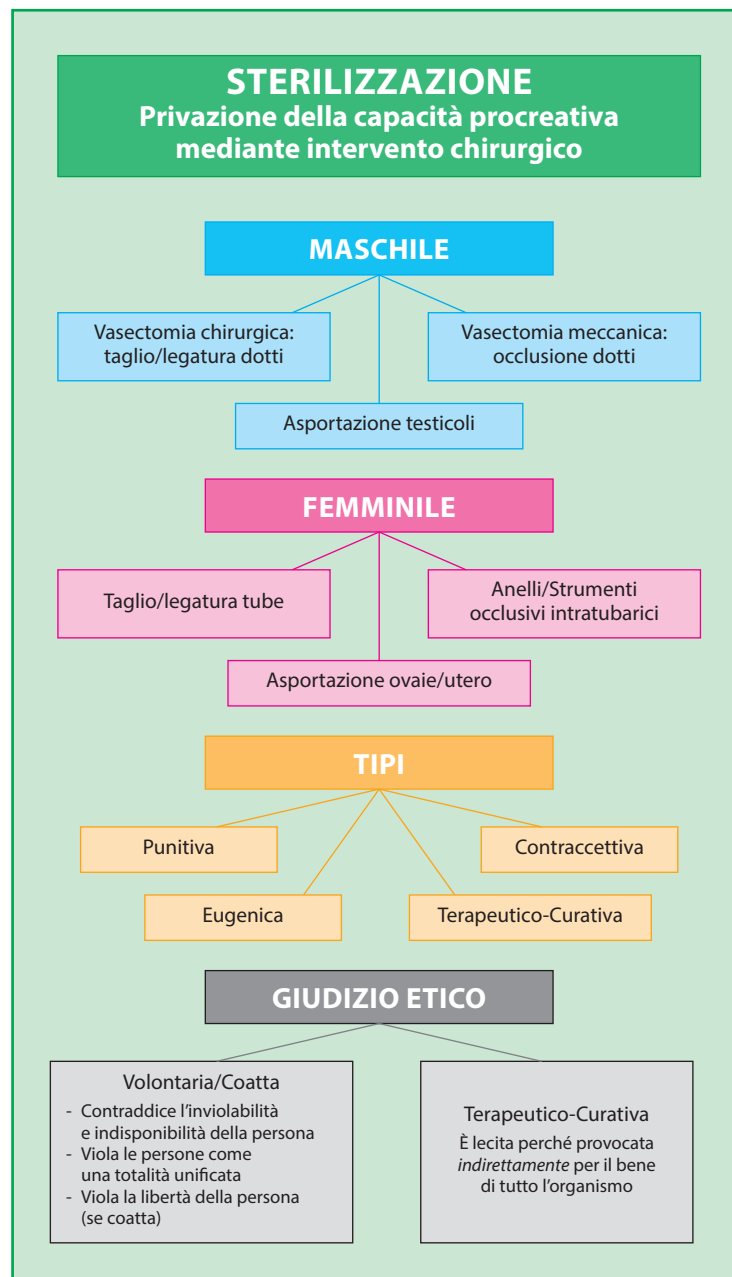 STERILIZZAZIONE
Privazione della capacità procreativa
mediante intervento chirurgico
MASCHILE
Vasectomia chirurgica:
taglio/legatura dotti
Vasectomia meccanica:
occlusione dotti
Asportazione testicoli
FEMMINILE
Taglio/legatura tube
Anelli/Strumenti
occlusivi intratubarici
Asportazione ovaie/utero
TIPI
Punitiva
Contraccettiva
Eugenica
Terapeutico-Curativa
GIUDIZIO ETICO
Volontaria/Coatta
- Contraddice l'inviolabilità
e indisponibilità della persona
- Viola le persone come
una totalità unificata
- Viola la libertà della persona
(se coatta)
Terapeutico-Curativa
È lecita perché provocata
indirettamente per il bene
di tutto l'organismo